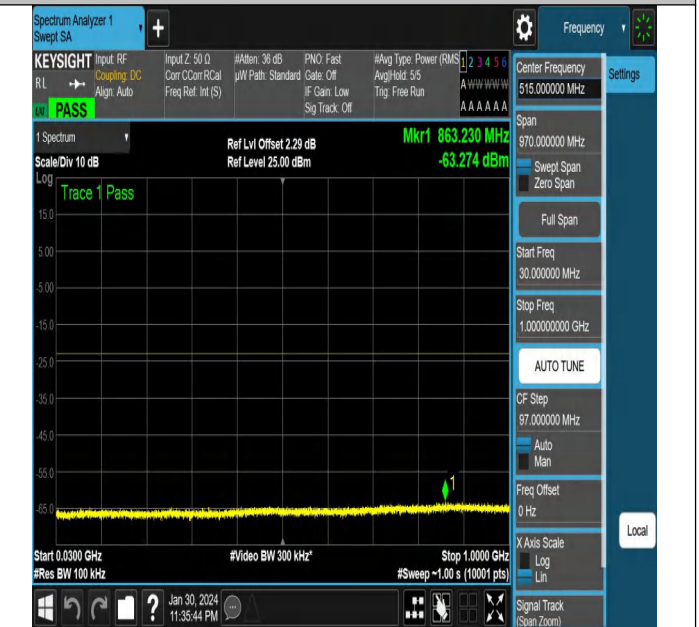 Spectrum Analyzer 1
Swept SA
+
Frequency
KEYSIGHT
RL
PASS
Input: RF
Coupling: DC
Align: Auto
Input Z: 50 Ω
Corr CCorr RCal
Freq Ref: Int (S)
#Atten: 36 dB
µW Path: Standard
PNO: Fast
Gate: Off
IF Gain: Low
Sig Track: Off
#Avg Type: Power (RMS
Avg|Hold: 5/5
Trig: Free Run
1 2 3 4 5 6
A W W W W W
A A A A A A
1 Spectrum
Scale/Div 10 dB
Ref Lvl Offset 2.29 dB
Ref Level 25.00 dBm
Mkr1 863.230 MHz
-63.274 dBm
Log
Trace 1 Pass
15.0
5.00
-5.00
-15.0
-25.0
-35.0
-45.0
-55.0
-65.0
1
Start 0.0300 GHz
#Res BW 100 kHz
#Video BW 300 kHz*
Stop 1.0000 GHz
#Sweep ~1.00 s (10001 pts)
?
Jan 30, 2024
11:35:44 PM
Center Frequency
515.000000 MHz
Settings
Span
970.000000 MHz
Swept Span
Zero Span
Full Span
Start Freq
30.000000 MHz
Stop Freq
1.000000000 GHz
AUTO TUNE
CF Step
97.000000 MHz
Auto
Man
Freq Offset
0 Hz
Local
X Axis Scale
Log
Lin
Signal Track
(Span Zoom)